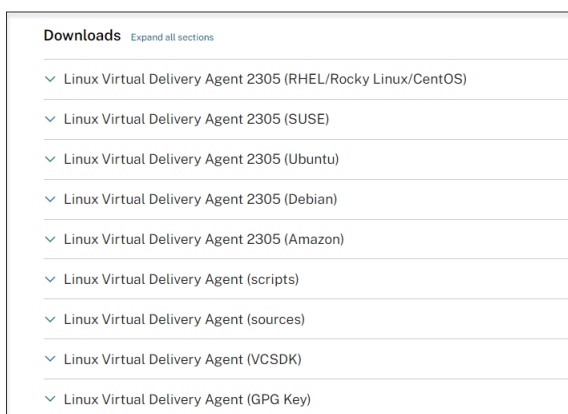 Downloads Expand all sections
Linux Virtual Delivery Agent 2305 (RHEL/Rocky Linux/CentOS)
Linux Virtual Delivery Agent 2305 (SUSE)
Linux Virtual Delivery Agent 2305 (Ubuntu)
Linux Virtual Delivery Agent 2305 (Debian)
Linux Virtual Delivery Agent 2305 (Amazon)
Linux Virtual Delivery Agent (scripts)
Linux Virtual Delivery Agent (sources)
Linux Virtual Delivery Agent (VCSDK)
Linux Virtual Delivery Agent (GPG Key)